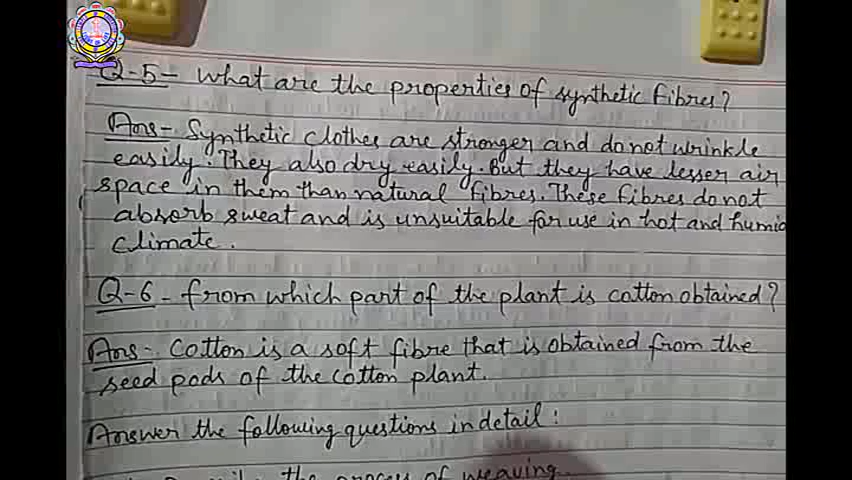 Q-5- What are the properties of synthetic fibres?
Ans- Synthetic clothes are stronger and do not wrinkle
easily. They also dry easily. But they have lesser air
space in them than natural fibres. These fibres do not
absorb sweat and is unsuitable for use in hot and humid
climate.
Q-6- from which part of the plant is cotton obtained?
Ans- Cotton is a soft fibre that is obtained from the
seed pods of the cotton plant.
Answer the following questions in detail:
the process of weaving.